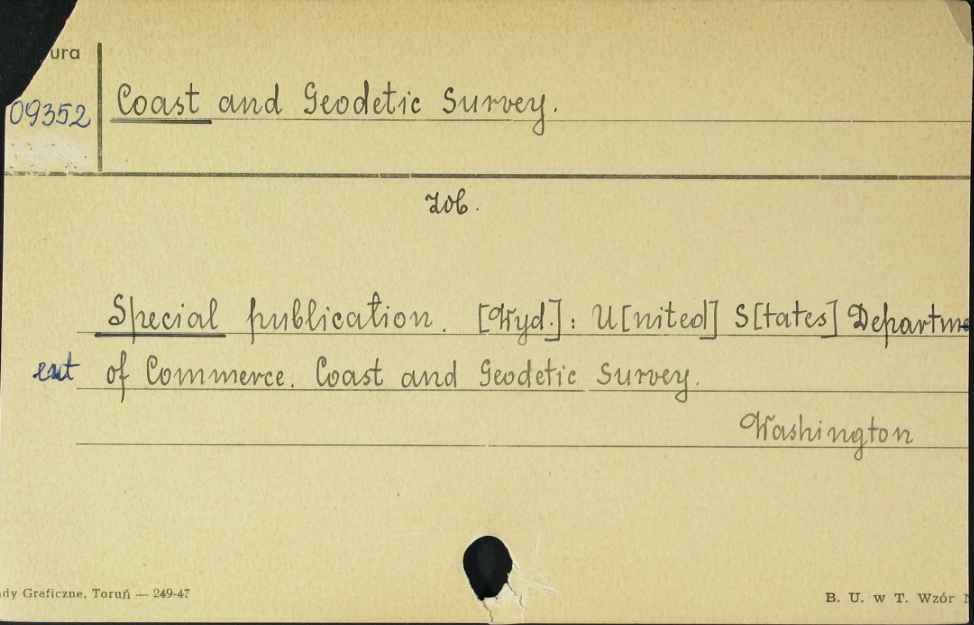 ura
09352
Coast and Geodetic Survey.
zob.
Special publication. [Wyd.]: U[nited] S[tates] Departme
ent of Commerce. Coast and Geodetic Survey.
Washington
dy Graficzne, Toruń — 249-47
B. U. w T. Wzór